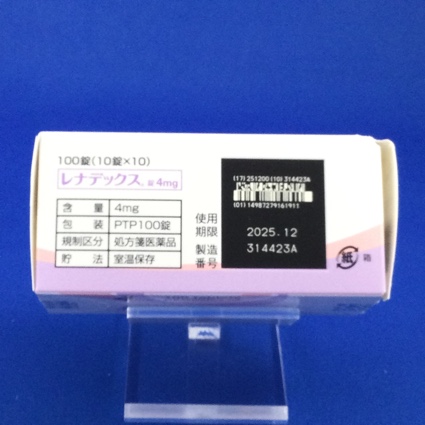 100錠(10錠×10)
レナデックス® 錠4mg
含 量 4mg
包 装 PTP100錠
規制区分 処方箋医薬品
貯 法 室温保存
(17)251200(10)314423A
(01)14987279161911
使用期限 2025.12
製造番号 314423A
紙 箱